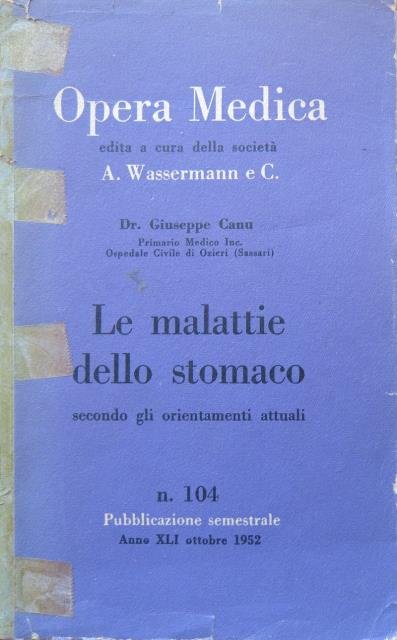 Opera Medica
edita a cura della società
A. Wassermann e C.
Dr. Giuseppe Canu
Primario Medico Inc.
Ospedale Civile di Ozieri (Sassari)
Le malattie
dello stomaco
secondo gli orientamenti attuali
n. 104
Pubblicazione semestrale
Anno XLI ottobre 1952